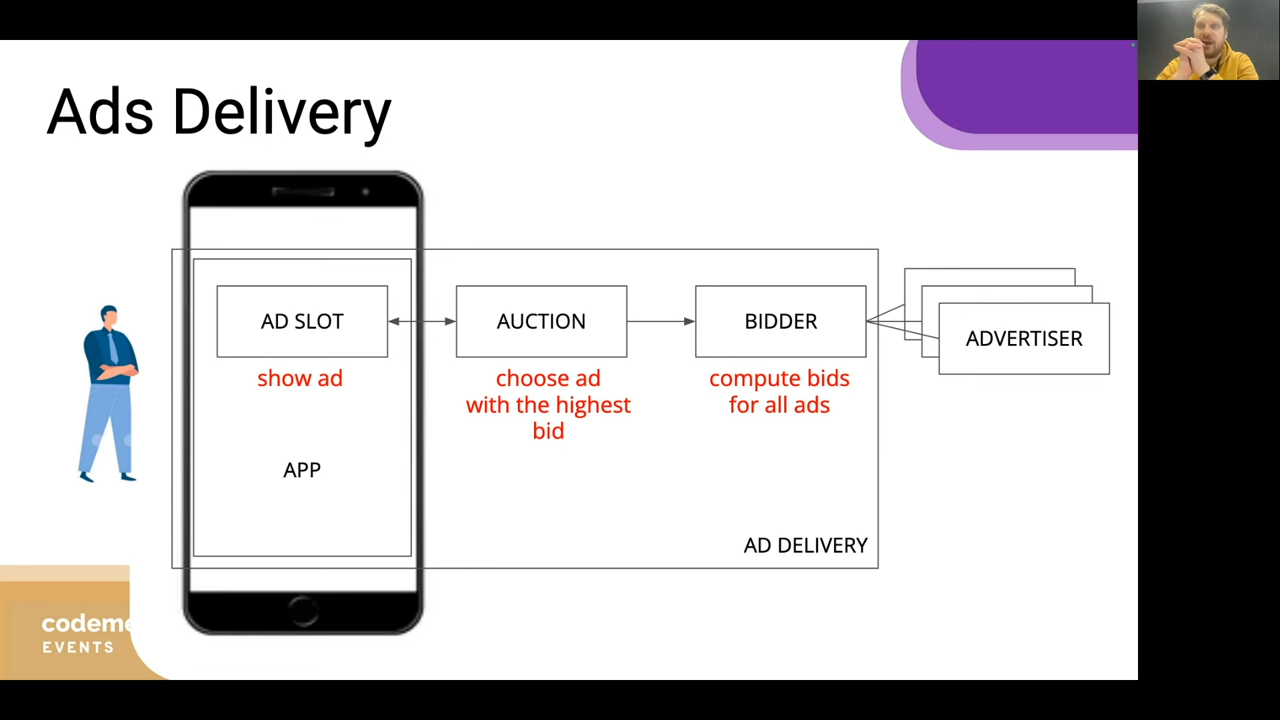 Ads Delivery
AD SLOT
show ad
APP
AUCTION
choose ad
with the highest
bid
BIDDER
compute bids
for all ads
ADVERTISER
AD DELIVERY
codeme
EVENTS